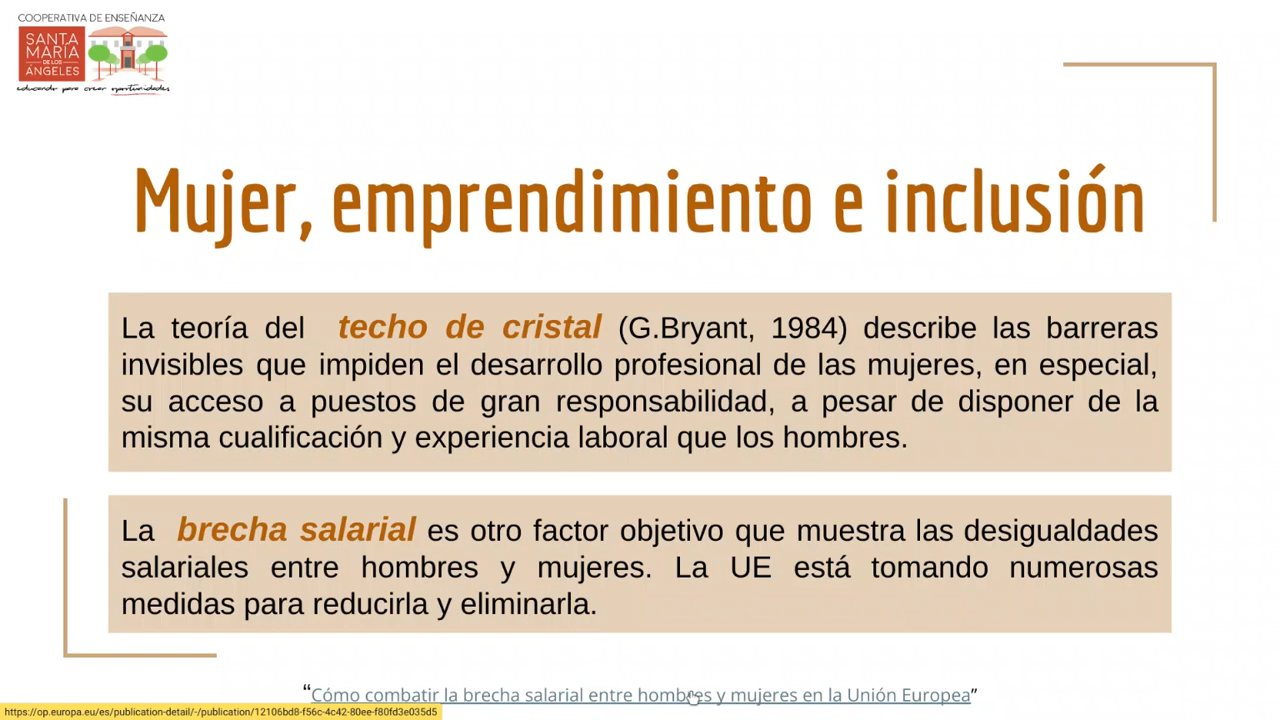 COOPERATIVA DE ENSEÑANZA
SANTA
MARÍA
DE LOS
ÁNGELES
educando para crear oportunidades
Mujer, emprendimiento e inclusión
La teoría del techo de cristal (G.Bryant, 1984) describe las barreras
invisibles que impiden el desarrollo profesional de las mujeres, en especial,
su acceso a puestos de gran responsabilidad, a pesar de disponer de la
misma cualificación y experiencia laboral que los hombres.
La brecha salarial es otro factor objetivo que muestra las desigualdades
salariales entre hombres y mujeres. La UE está tomando numerosas
medidas para reducirla y eliminarla.
“Cómo combatir la brecha salarial entre hombres y mujeres en la Unión Europea”
https://op.europa.eu/es/publication-detail/-/publication/12106bd8-f56c-4c42-80ee-f80fd3e035d5